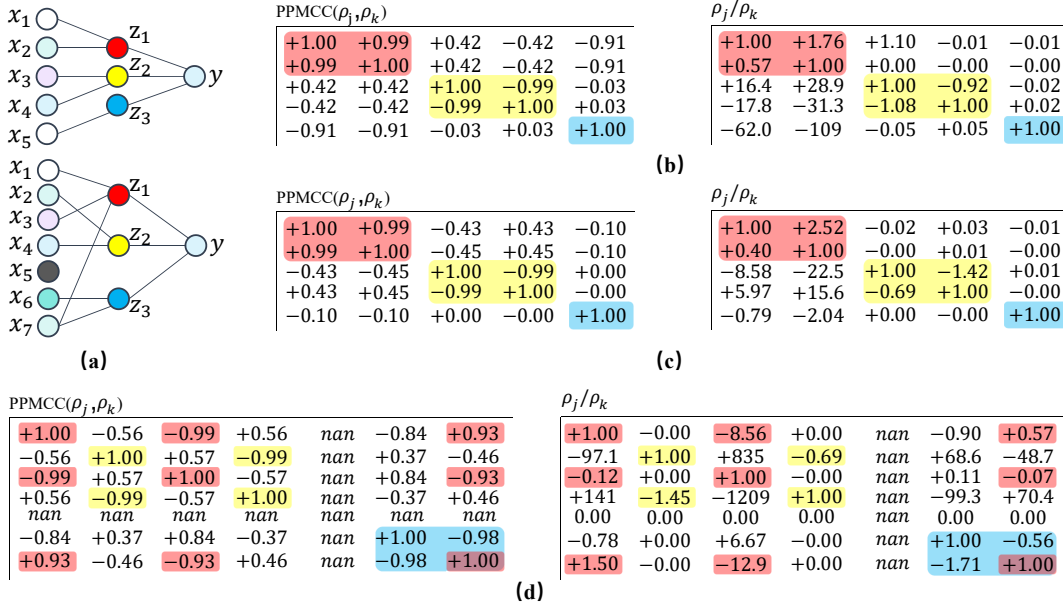 (a)
x1
x2
x3
x4
x5
z1
z2
z3
y
x1
x2
x3
x4
x5
x6
x7
z1
z2
z3
y
PPMCC(ρj,ρk)
+1.00 +0.99 +0.42 −0.42 −0.91
+0.99 +1.00 +0.42 −0.42 −0.91
+0.42 +0.42 +1.00 −0.99 −0.03
−0.42 −0.42 −0.99 +1.00 +0.03
−0.91 −0.91 −0.03 +0.03 +1.00
ρj/ρk
+1.00 +1.76 +1.10 −0.01 −0.01
+0.57 +1.00 +0.00 −0.00 −0.00
+16.4 +28.9 +1.00 −0.92 −0.02
−17.8 −31.3 −1.08 +1.00 +0.02
−62.0 −109 −0.05 +0.05 +1.00
(b)
PPMCC(ρj,ρk)
+1.00 +0.99 −0.43 +0.43 −0.10
+0.99 +1.00 −0.45 +0.45 −0.10
−0.43 −0.45 +1.00 −0.99 +0.00
+0.43 +0.45 −0.99 +1.00 −0.00
−0.10 −0.10 +0.00 −0.00 +1.00
ρj/ρk
+1.00 +2.52 −0.02 +0.03 −0.01
+0.40 +1.00 −0.00 +0.01 −0.00
−8.58 −22.5 +1.00 −1.42 +0.01
+5.97 +15.6 −0.69 +1.00 −0.00
−0.79 −2.04 +0.00 −0.00 +1.00
(c)
PPMCC(ρj,ρk)
+1.00 −0.56 −0.99 +0.56 nan −0.84 +0.93
−0.56 +1.00 +0.57 −0.99 nan +0.37 −0.46
−0.99 +0.57 +1.00 −0.57 nan +0.84 −0.93
+0.56 −0.99 −0.57 +1.00 nan −0.37 +0.46
nan nan nan nan nan nan nan
−0.84 +0.37 +0.84 −0.37 nan +1.00 −0.98
+0.93 −0.46 −0.93 +0.46 nan −0.98 +1.00
ρj/ρk
+1.00 −0.00 −8.56 +0.00 nan −0.90 +0.57
−97.1 +1.00 +835 −0.69 nan +68.6 −48.7
−0.12 +0.00 +1.00 −0.00 nan +0.11 −0.07
+141 −1.45 −1209 +1.00 nan −99.3 +70.4
0.00 0.00 0.00 0.00 nan 0.00 0.00
−0.78 +0.00 +6.67 −0.00 nan +1.00 −0.56
+1.50 −0.00 −12.9 +0.00 nan −1.71 +1.00
(d)